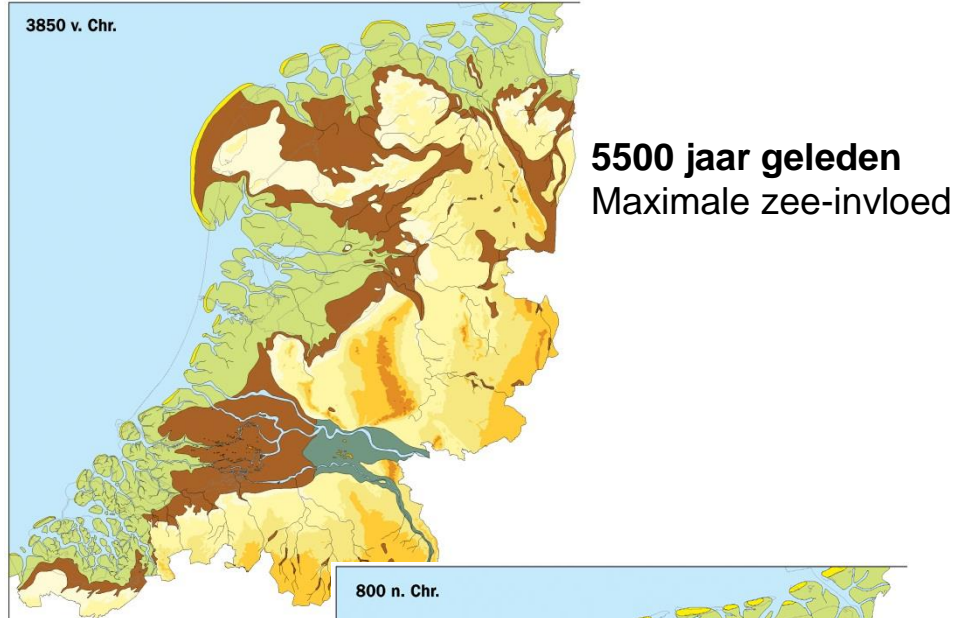 3850 v. Chr.
5500 jaar geleden
Maximale zee-invloed
800 n. Chr.